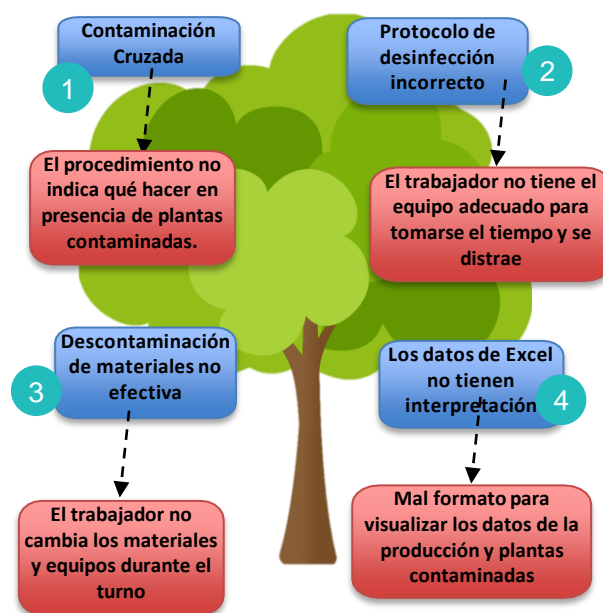 Contaminación
Cruzada
1
El procedimiento no
indica qué hacer en
presencia de plantas
contaminadas.
Protocolo de
desinfección
incorrecto
2
El trabajador no tiene el
equipo adecuado para
tomarse el tiempo y se
distrae
Descontaminación
de materiales no
efectiva
3
El trabajador no
cambia los materiales
y equipos durante el
turno
Los datos de Excel
no tienen
interpretación
4
Mal formato para
visualizar los datos de la
producción y plantas
contaminadas